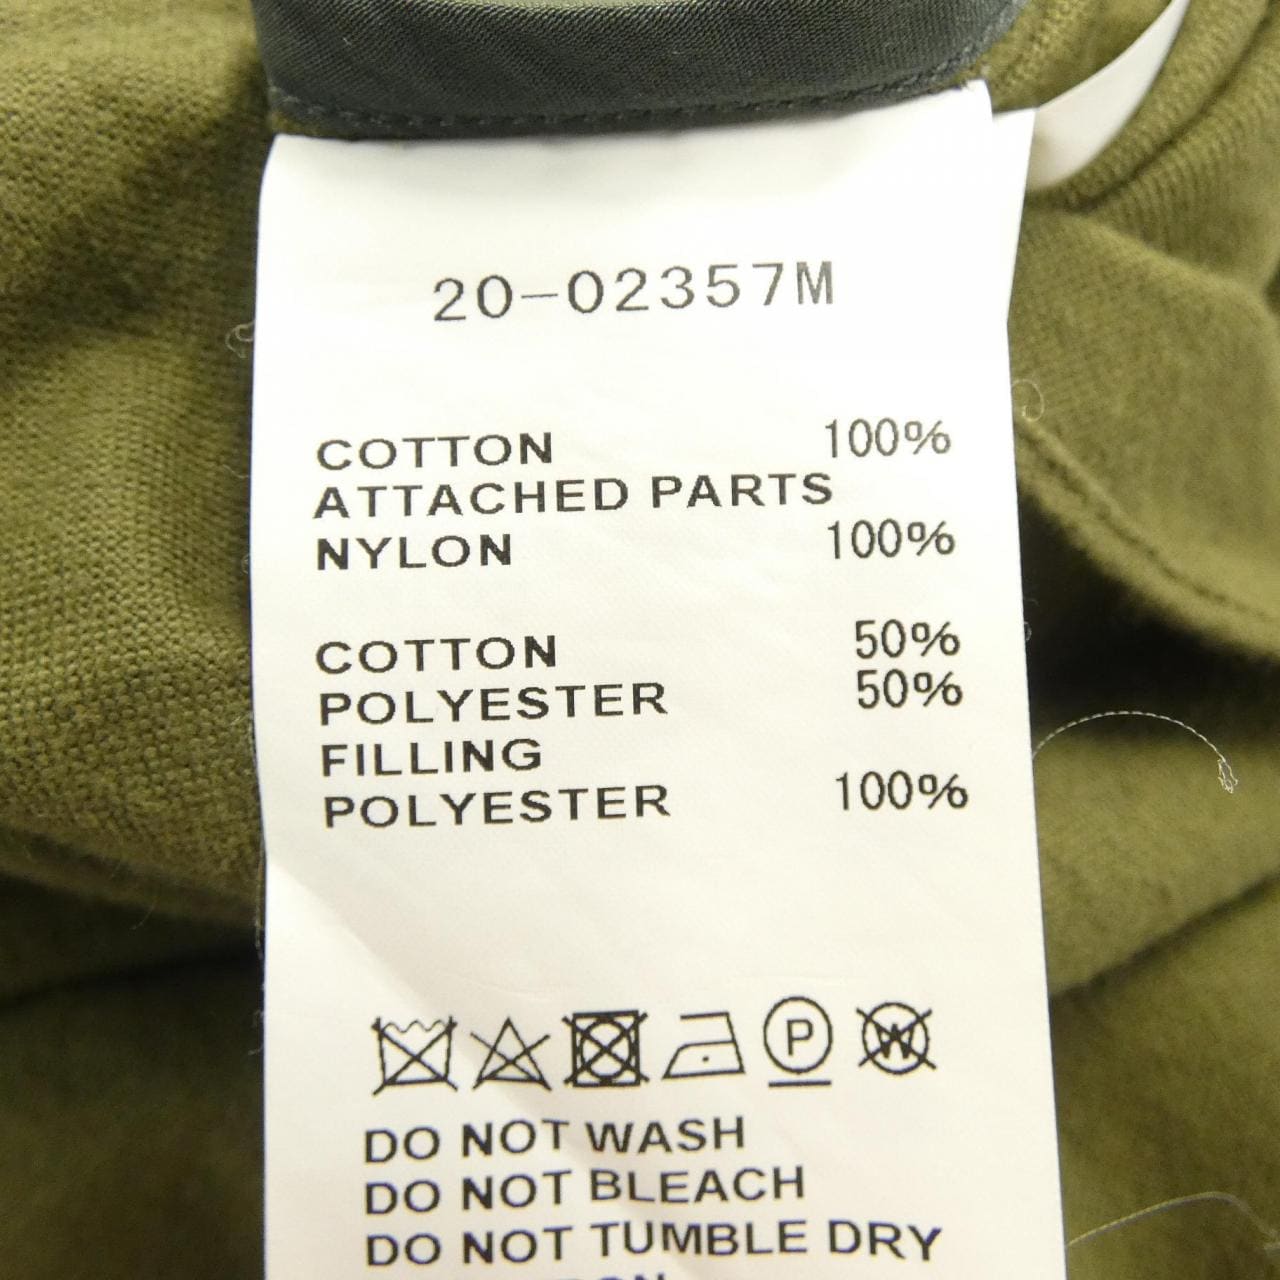 20-02357M
COTTON 100%
ATTACHED PARTS
NYLON 100%
COTTON 50%
POLYESTER 50%
FILLING
POLYESTER 100%
P W
DO NOT WASH
DO NOT BLEACH
DO NOT TUMBLE DRY